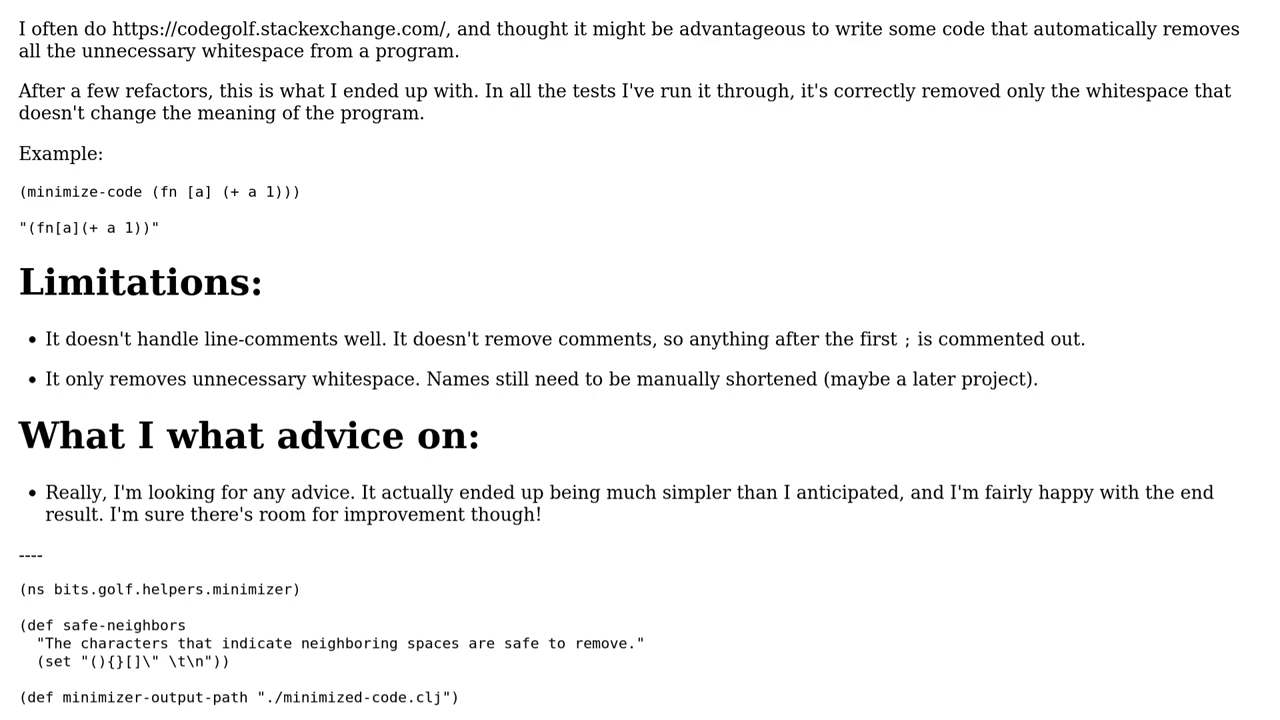 I often do https://codegolf.stackexchange.com/, and thought it might be advantageous to write some code that automatically removes
all the unnecessary whitespace from a program.
After a few refactors, this is what I ended up with. In all the tests I've run it through, it's correctly removed only the whitespace that
doesn't change the meaning of the program.
Example:
(minimize-code (fn [a] (+ a 1)))
"(fn[a](+ a 1))"
Limitations:
• It doesn't handle line-comments well. It doesn't remove comments, so anything after the first ; is commented out.
• It only removes unnecessary whitespace. Names still need to be manually shortened (maybe a later project).
What I what advice on:
• Really, I'm looking for any advice. It actually ended up being much simpler than I anticipated, and I'm fairly happy with the end
result. I'm sure there's room for improvement though!
----
(ns bits.golf.helpers.minimizer)
(def safe-neighbors
  "The characters that indicate neighboring spaces are safe to remove."
  (set "(){}[]\" \t\n"))
(def minimizer-output-path "./minimized-code.clj")